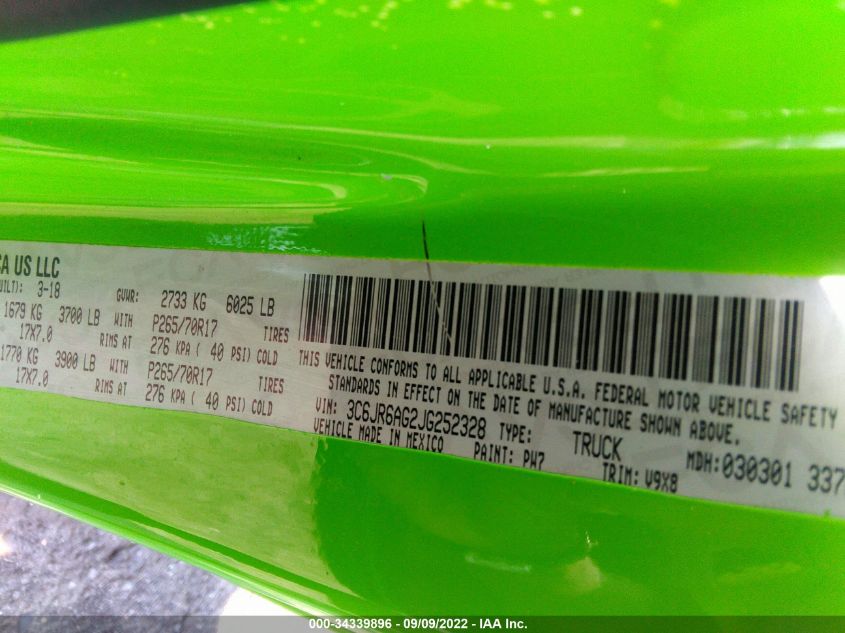 CA US LLC
UILT): 3-18 GVWR: 2733 KG 6025 LB
1679 KG 3700 LB WITH P265/70R17 TIRES
17X7.0 RIMS AT 276 KPA ( 40 PSI) COLD
1770 KG 3900 LB WITH P265/70R17 TIRES
17X7.0 RIMS AT 276 KPA ( 40 PSI) COLD
THIS VEHICLE CONFORMS TO ALL APPLICABLE U.S.A. FEDERAL MOTOR VEHICLE SAFETY
STANDARDS IN EFFECT ON THE DATE OF MANUFACTURE SHOWN ABOVE.
VIN: 3C6JR6AG2JG252328 TYPE: TRUCK MDH: 030301 337
VEHICLE MADE IN MEXICO PAINT: PW7 TRIM: V9X8
000-34339896 - 09/09/2022 - IAA Inc.